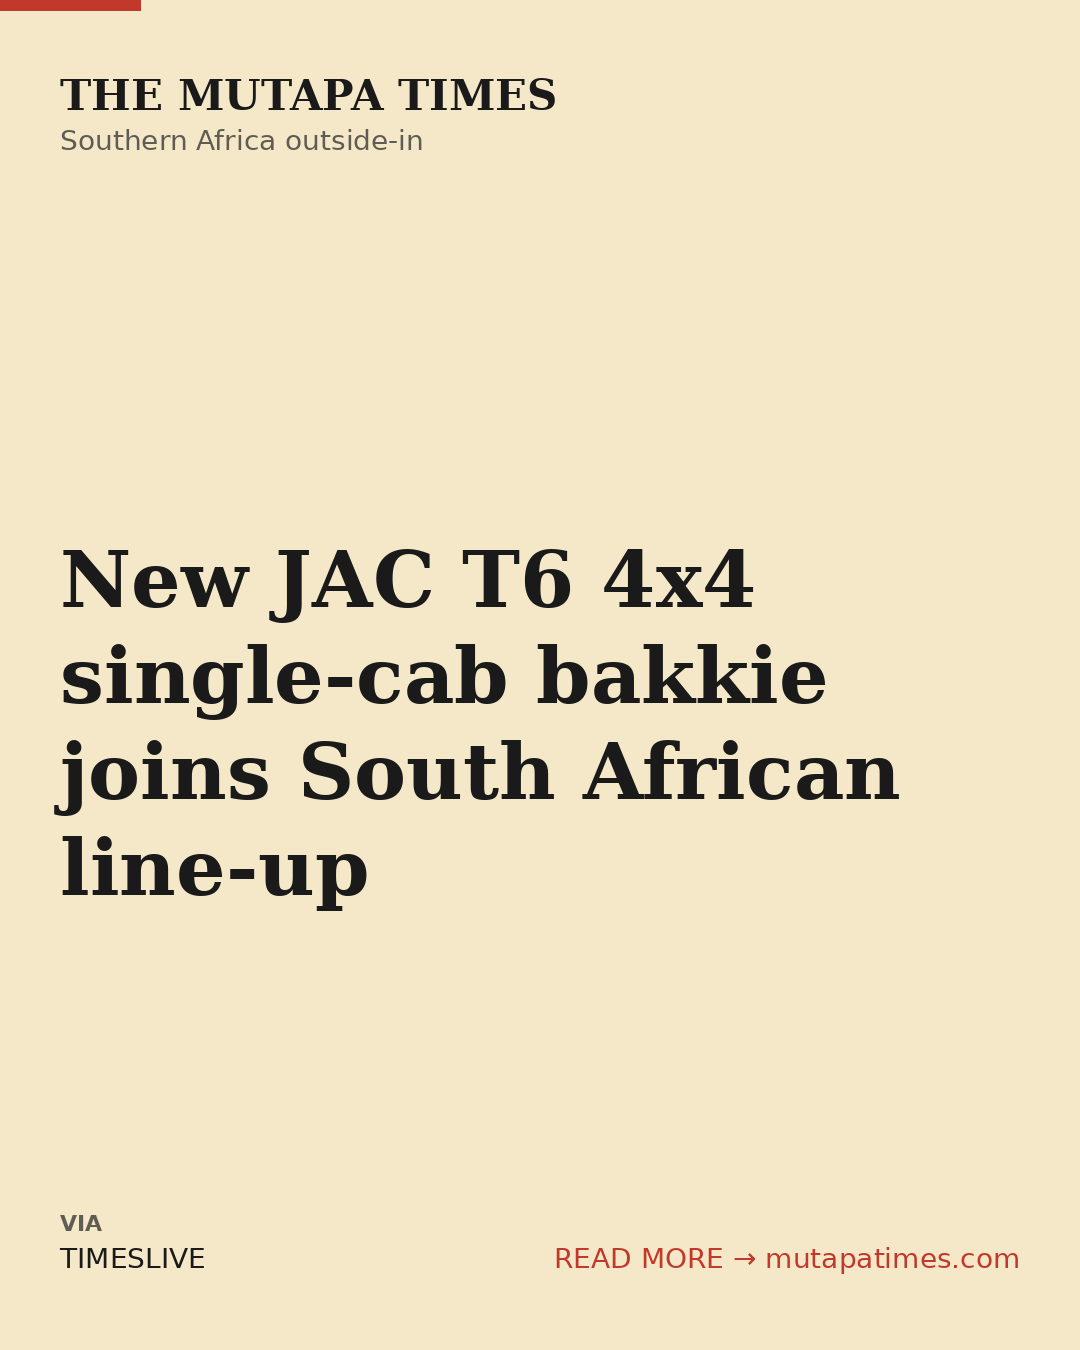 THE MUTAPA TIMES
Southern Africa outside-in
New JAC T6 4x4
single-cab bakkie
joins South African
line-up
VIA
TIMESLIVE
READ MORE → mutapatimes.com